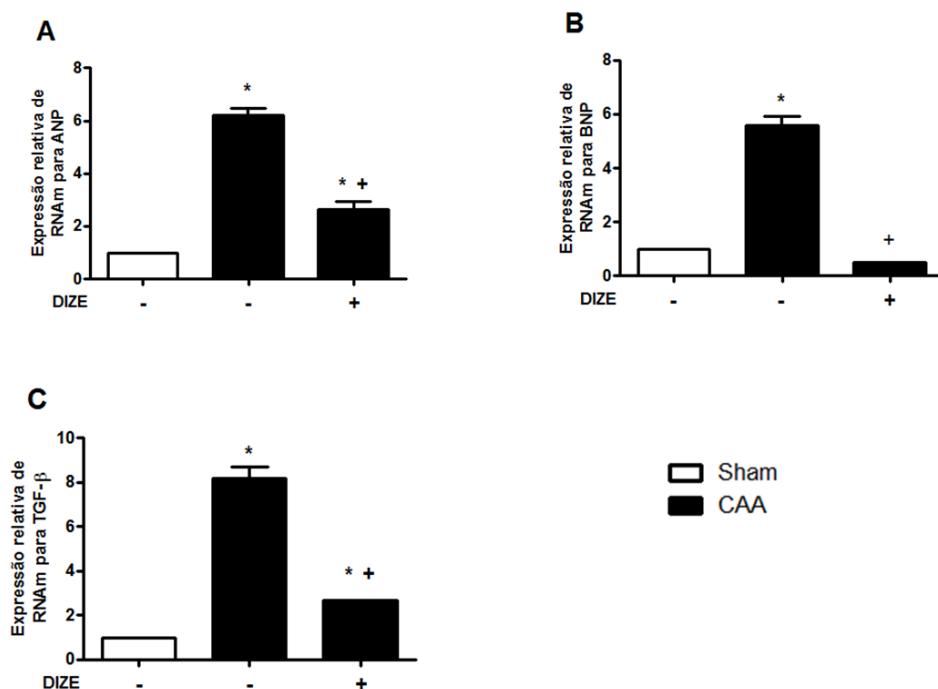 A
Expressão relativa de
RNAm para ANP
8
6
4
2
0
*
* +
DIZE - - +
B
Expressão relativa de
RNAm para BNP
8
6
4
2
0
*
+
DIZE - - +
C
Expressão relativa de
RNAm para TGF-β
10
8
6
4
2
0
*
* +
DIZE - - +
Sham
CAA